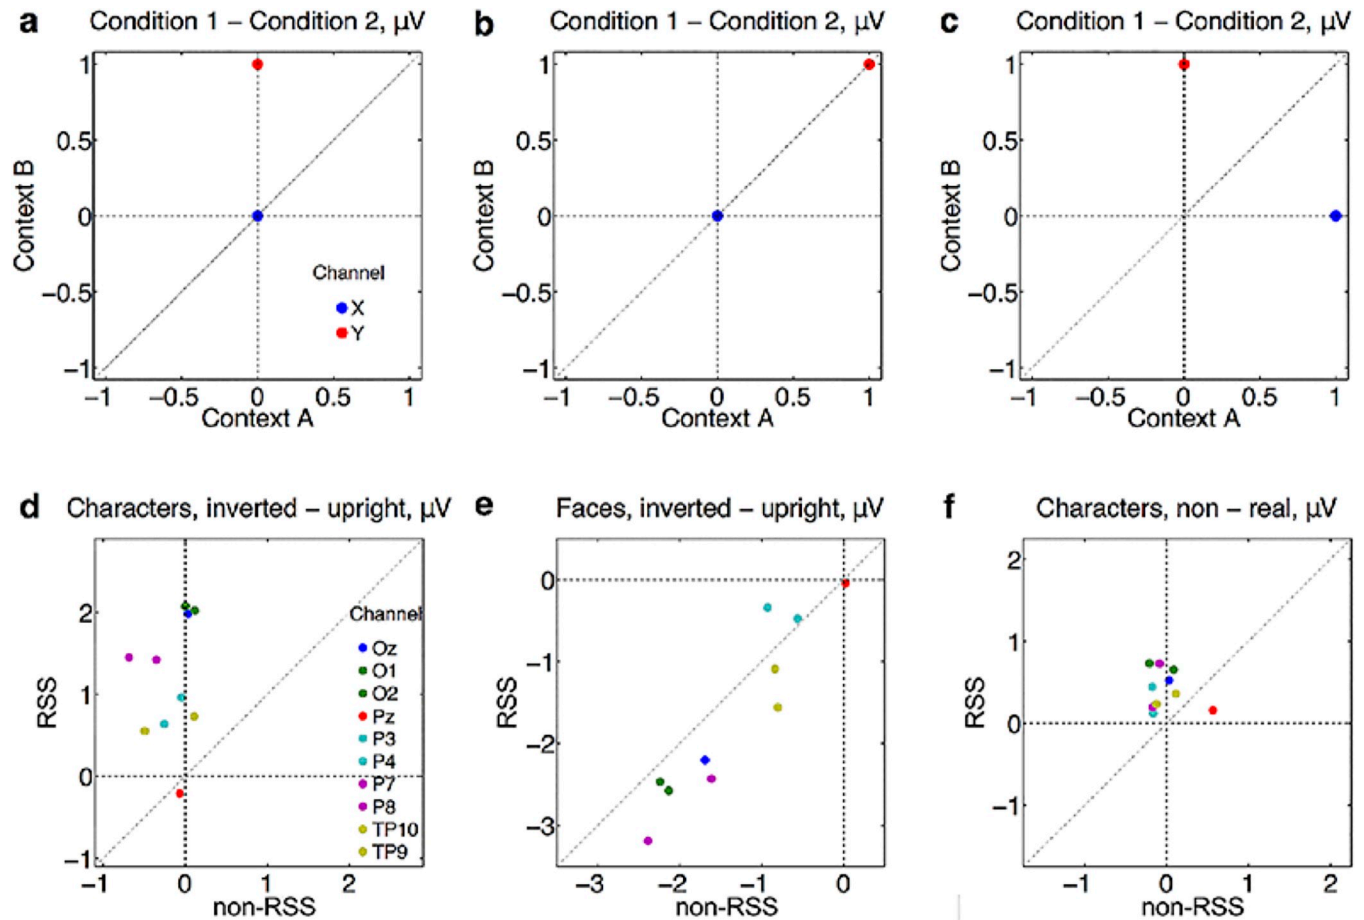 a Condition 1 – Condition 2, µV
1
0.5
0
−0.5
−1
Context B
Channel
X
Y
−1 −0.5 0 0.5 1
Context A
b Condition 1 – Condition 2, µV
1
0.5
0
−0.5
−1
Context B
−1 −0.5 0 0.5 1
Context A
c Condition 1 – Condition 2, µV
1
0.5
0
−0.5
−1
Context B
−1 −0.5 0 0.5 1
Context A
d Characters, inverted – upright, µV
2
1
0
−1
RSS
Channel
Oz
O1
O2
Pz
P3
P4
P7
P8
TP10
TP9
−1 0 1 2
non-RSS
e Faces, inverted – upright, µV
0
−1
−2
−3
RSS
−3 −2 −1 0
non-RSS
f Characters, non – real, µV
2
1
0
−1
RSS
−1 0 1 2
non-RSS